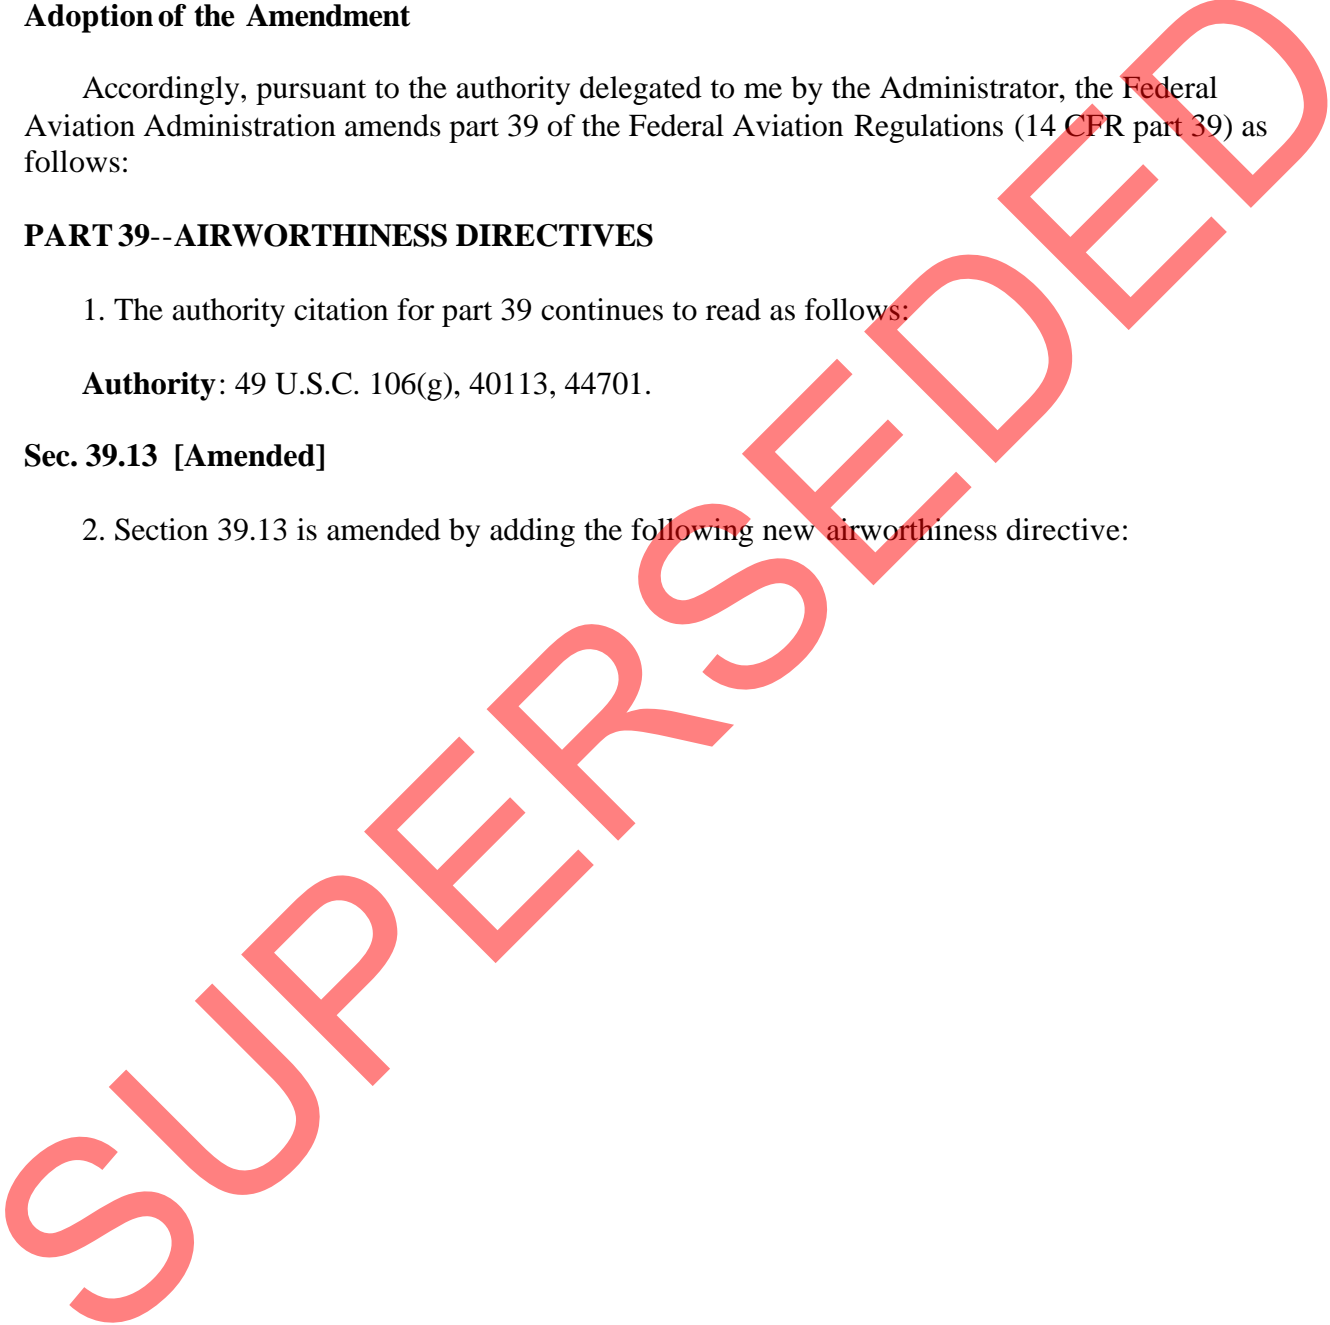 Adoption of the Amendment
Accordingly, pursuant to the authority delegated to me by the Administrator, the Federal
Aviation Administration amends part 39 of the Federal Aviation Regulations (14 CFR part 39) as
follows:
PART 39--AIRWORTHINESS DIRECTIVES
1. The authority citation for part 39 continues to read as follows:
Authority: 49 U.S.C. 106(g), 40113, 44701.
Sec. 39.13 [Amended]
2. Section 39.13 is amended by adding the following new airworthiness directive:
SUPERSEDED